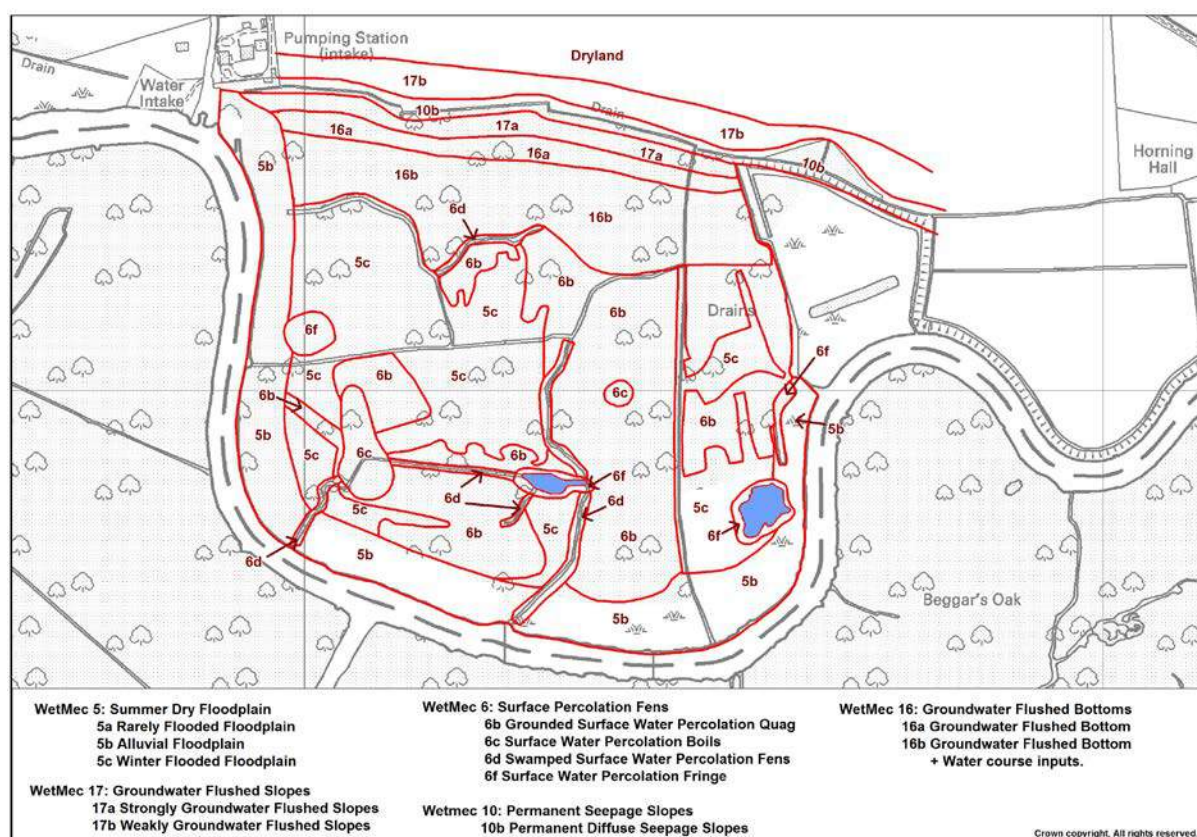 Pumping Station
(intake)
Dryland
Drain
17b
Water
Intake
10b
Drain
17a
17b
16a
16a
17a
5b
16b
10b
Horning
Hall
6d
16b
5c
6b
6b
5c
6b
Drains
6f
5c
6b
5c
5c
6f
6b
6c
6b
5b
5b
5c
6c
6b
6f
6d
6d
5c
5c
6b
5c
6b
6f
6d
5b
5b
5b
Beggar's Oak
WetMec 5: Summer Dry Floodplain
5a Rarely Flooded Floodplain
5b Alluvial Floodplain
5c Winter Flooded Floodplain
WetMec 17: Groundwater Flushed Slopes
17a Strongly Groundwater Flushed Slopes
17b Weakly Groundwater Flushed Slopes
WetMec 6: Surface Percolation Fens
6b Grounded Surface Water Percolation Quag
6c Surface Water Percolation Boils
6d Swamped Surface Water Percolation Fens
6f Surface Water Percolation Fringe
Wetmec 10: Permanent Seepage Slopes
10b Permanent Diffuse Seepage Slopes
WetMec 16: Groundwater Flushed Bottoms
16a Groundwater Flushed Bottom
16b Groundwater Flushed Bottom
+ Water course inputs.
Crown copyright. All rights reserved